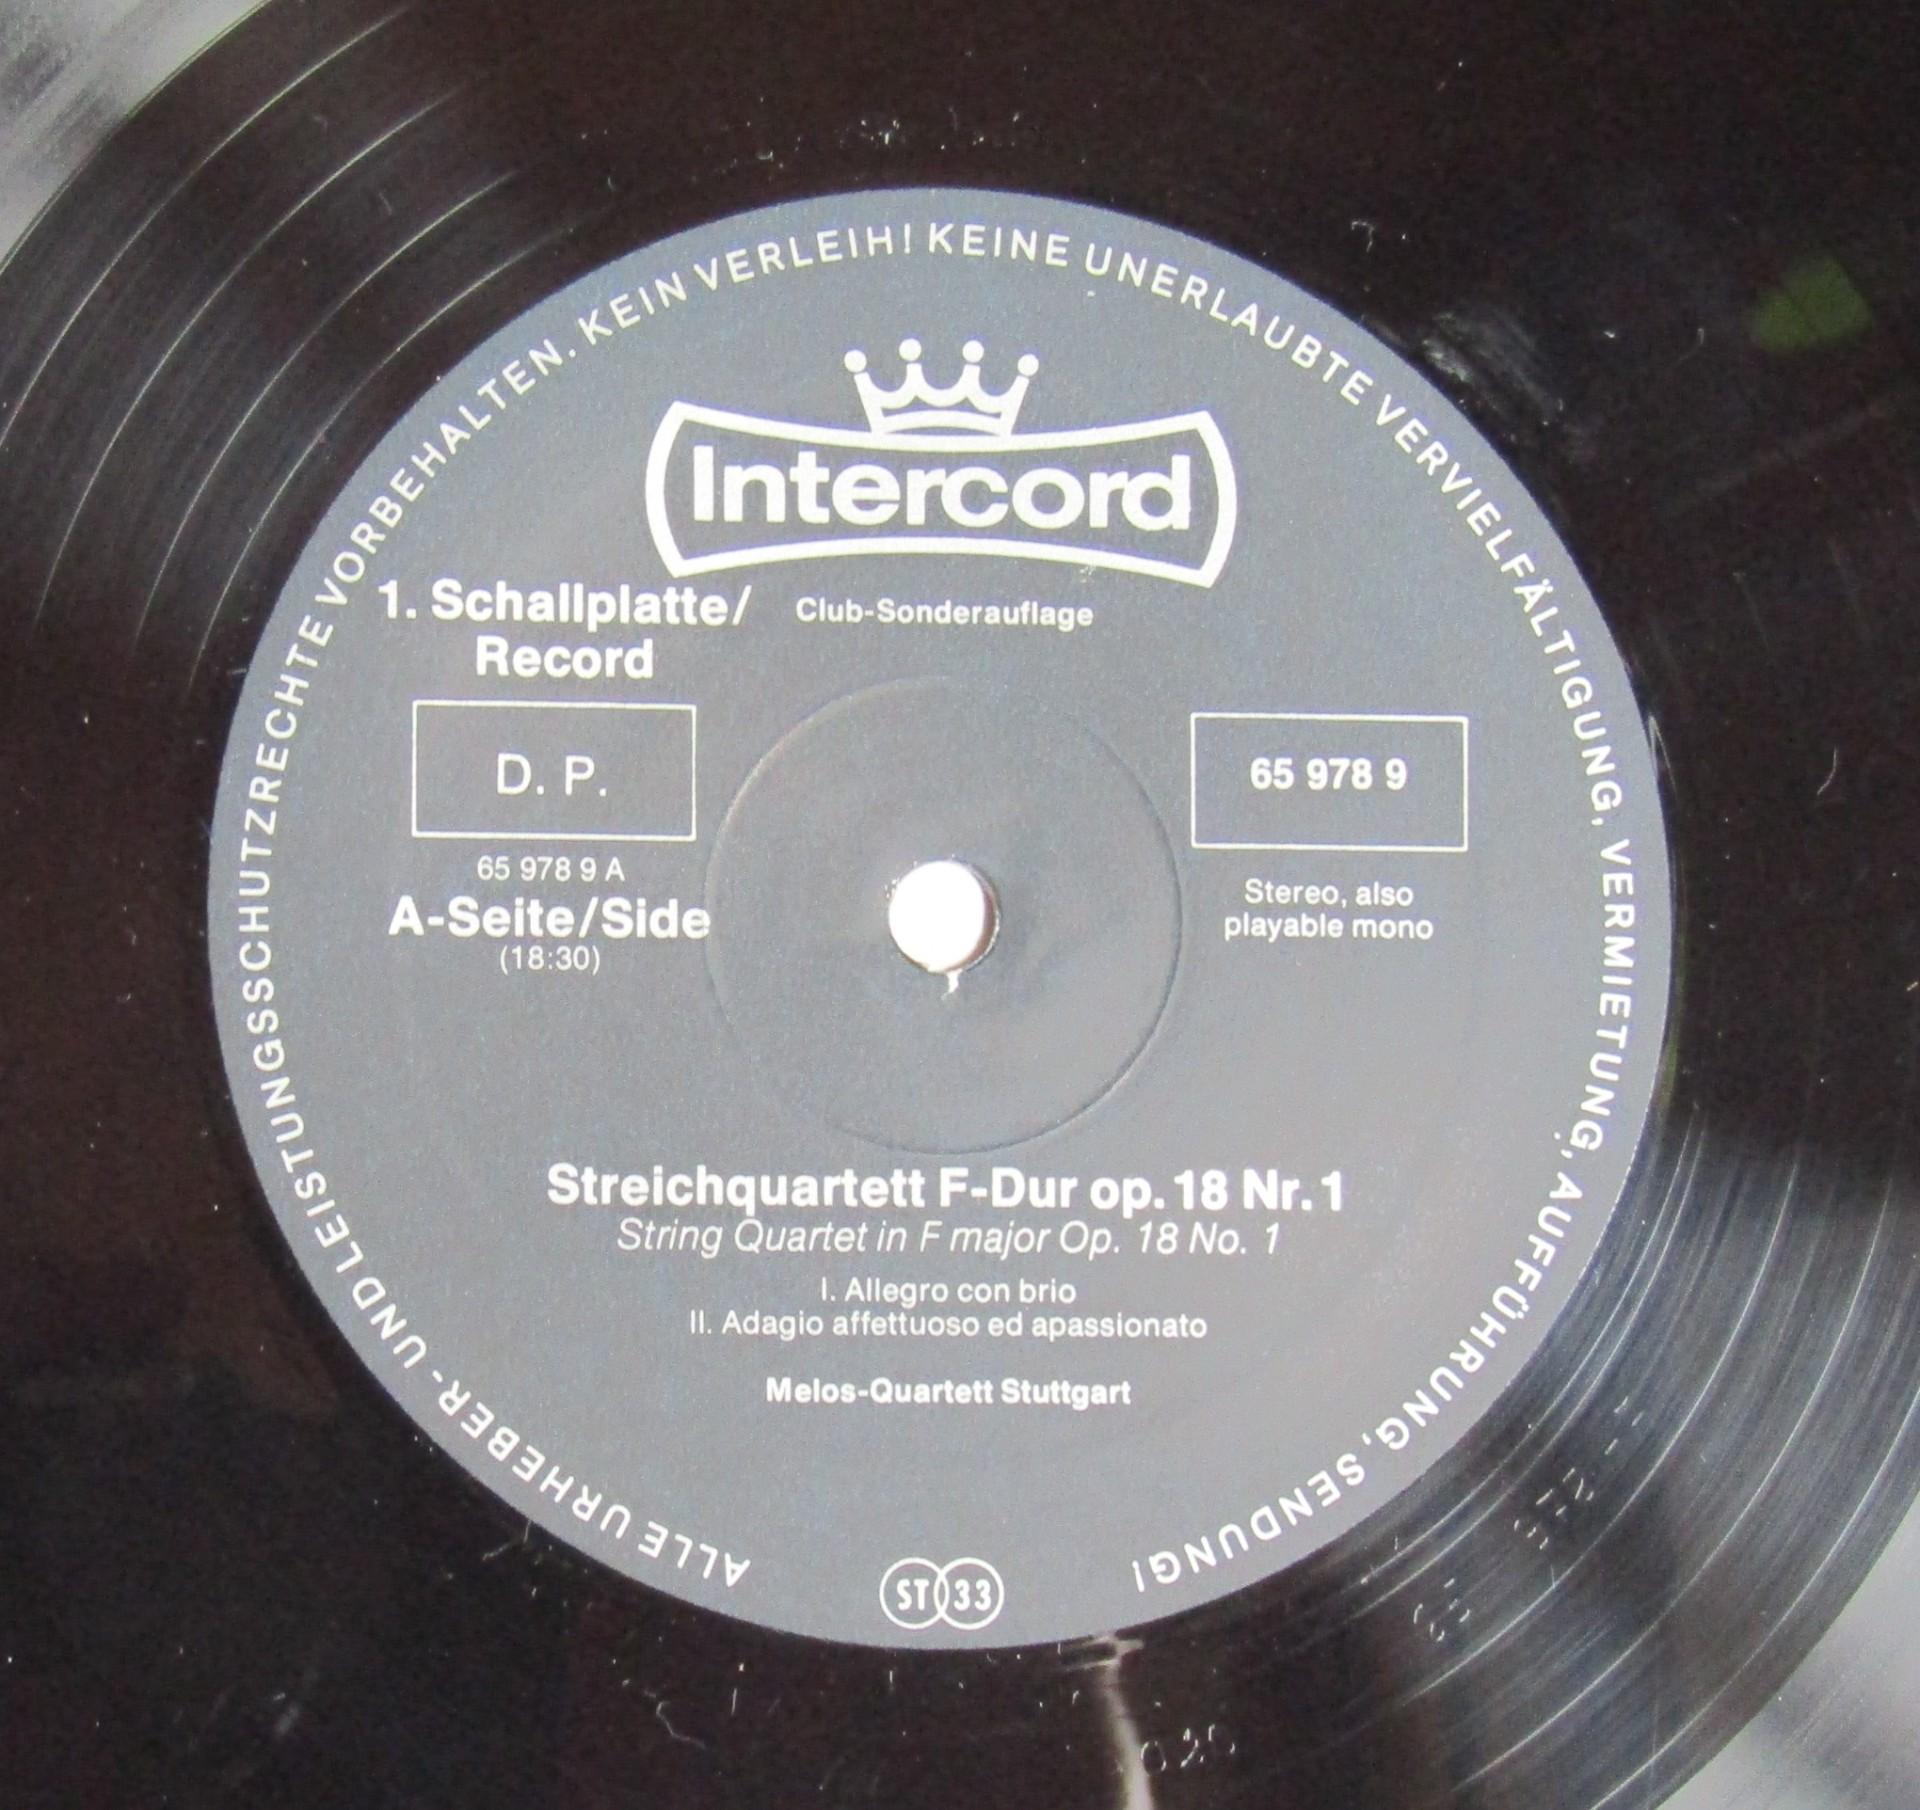 ALLE URHEBER- UND LEISTUNGSSCHUTZRECHTE VORBEHALTEN. KEIN VERLEIH! KEINE UNERLAUBTE VERVIELFÄLTIGUNG, VERMIETUNG, AUFFÜHRUNG, SENDUNG!
Intercord
1. Schallplatte/
Record
Club-Sonderauflage
D. P.
65 978 9
65 978 9 A
A-Seite/Side
(18:30)
Stereo, also
playable mono
Streichquartett F-Dur op. 18 Nr. 1
String Quartet in F major Op. 18 No. 1
I. Allegro con brio
II. Adagio affettuoso ed apassionato
Melos-Quartett Stuttgart
ST 33